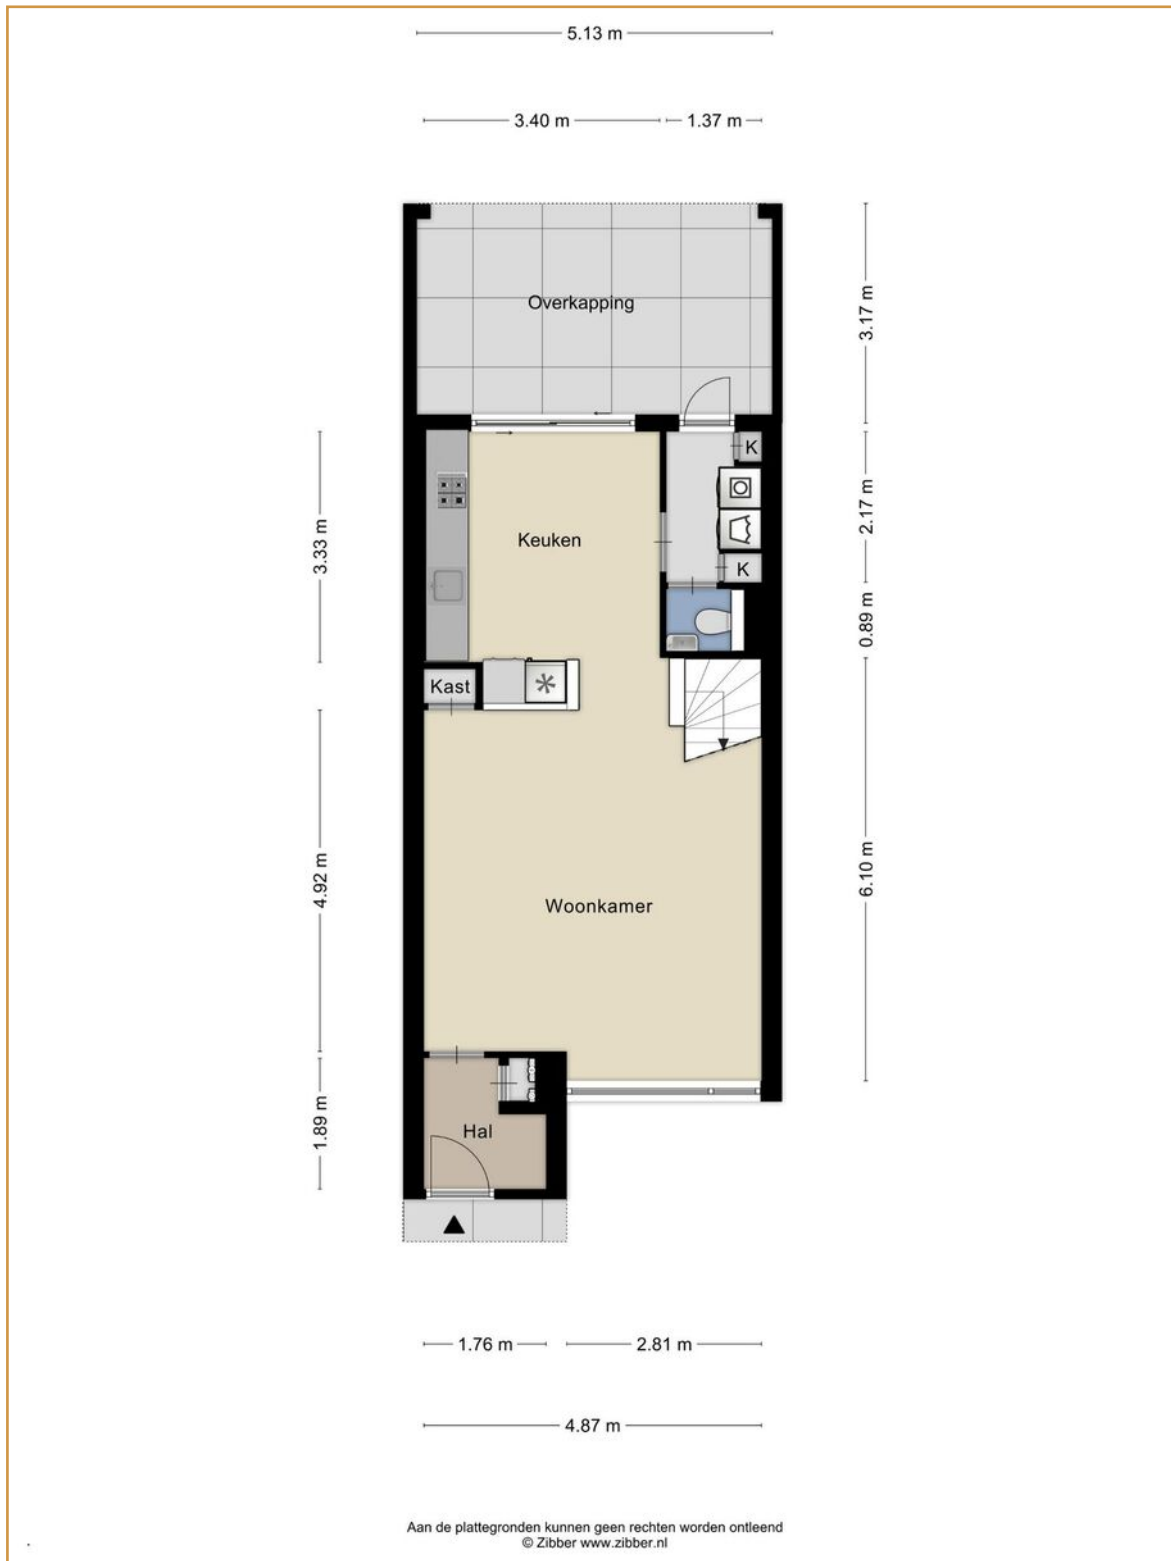 5.13 m
3.40 m
1.37 m
Overkapping
3.17 m
K
2.17 m
Keuken
3.33 m
K
0.89 m
Kast
4.92 m
6.10 m
Woonkamer
1.89 m
Hal
1.76 m
2.81 m
4.87 m
Aan de plattegronden kunnen geen rechten worden ontleend
© Zibber www.zibber.nl